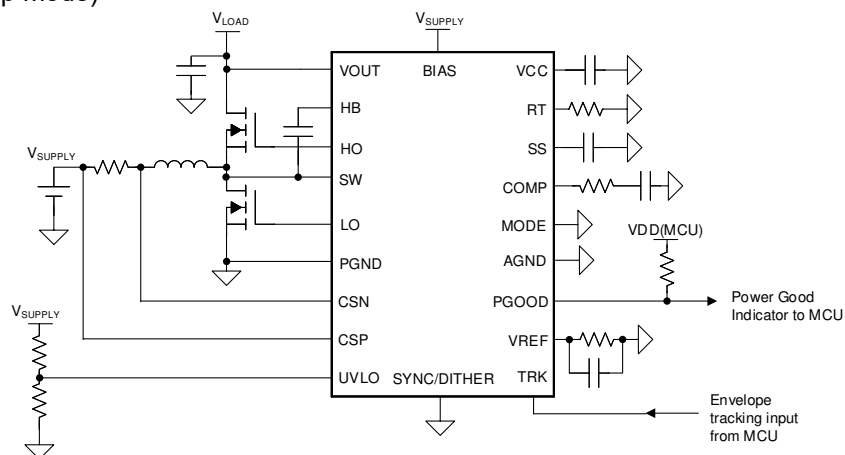 p mode)
VLOAD
VSUPPLY
VOUT
BIAS
VCC
HB
RT
HO
SS
VSUPPLY
SW
COMP
LO
MODE
VDD(MCU)
PGND
AGND
CSN
PGOOD
Power Good
Indicator to MCU
VSUPPLY
CSP
VREF
UVLO
SYNC/DITHER
TRK
Envelope
tracking input
from MCU